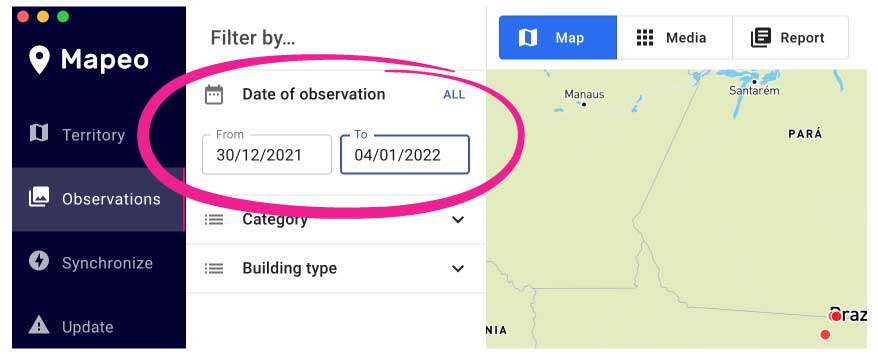 Mapeo
Territory
Observations
Synchronize
Update
Filter by...
Date of observation ALL
From To
30/12/2021 04/01/2022
Category
Building type
Map Media Report
Manaus
Santarém
PARÁ
Braz
NIA